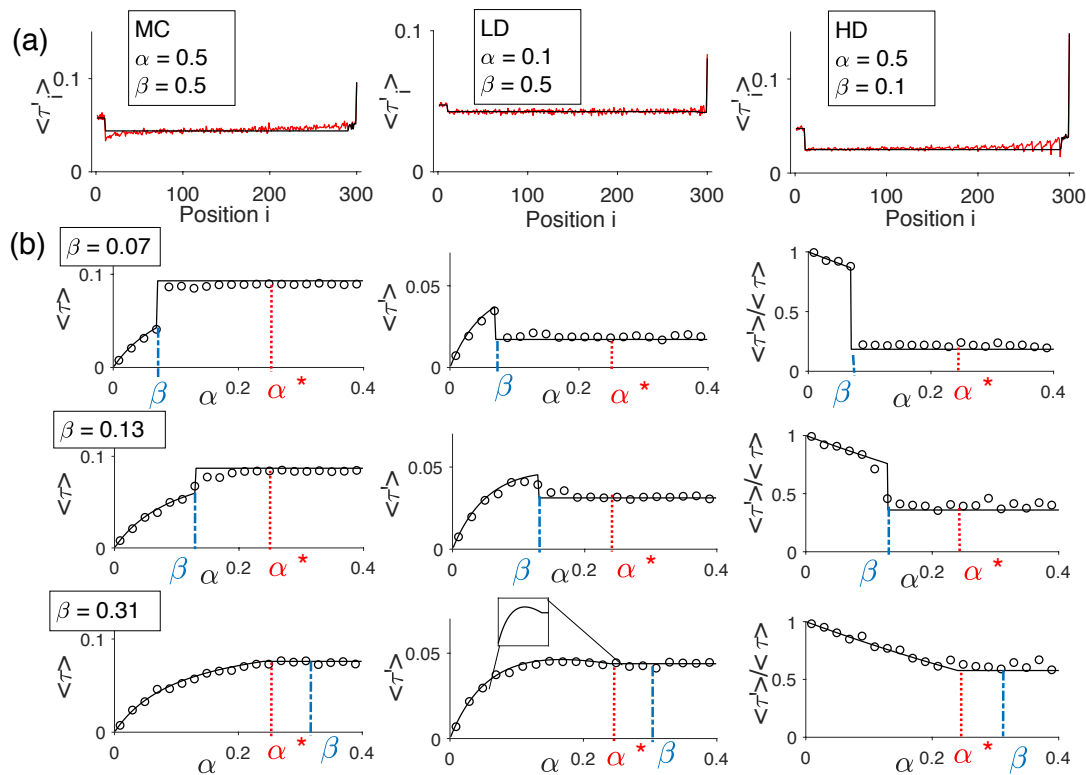 (a)
MC
α = 0.5
β = 0.5
<τ'i>
0.1
0
0 100 200 300
Position i
LD
α = 0.1
β = 0.5
<τ'i>
0.1
0
0 100 200 300
Position i
HD
α = 0.5
β = 0.1
<τ'i>
0.1
0
0 100 200 300
Position i
(b)
β = 0.07
<τ>
0.1
0
0 0.2 0.4
β α α *
<τ'>
0.05
0
0 0.2 0.4
β α α *
<τ'>/<τ>
1
0.5
0
0 0.2 0.4
β α α *
β = 0.13
<τ>
0.1
0
0 0.2 0.4
β α α *
<τ'>
0.05
0
0 0.2 0.4
β α α *
<τ'>/<τ>
1
0.5
0
0 0.2 0.4
β α α *
β = 0.31
<τ>
0.1
0
0 0.2 0.4
α α * β
<τ'>
0.05
0
0 0.2 0.4
α α * β
<τ'>/<τ>
1
0.5
0
0 0.2 0.4
α α * β